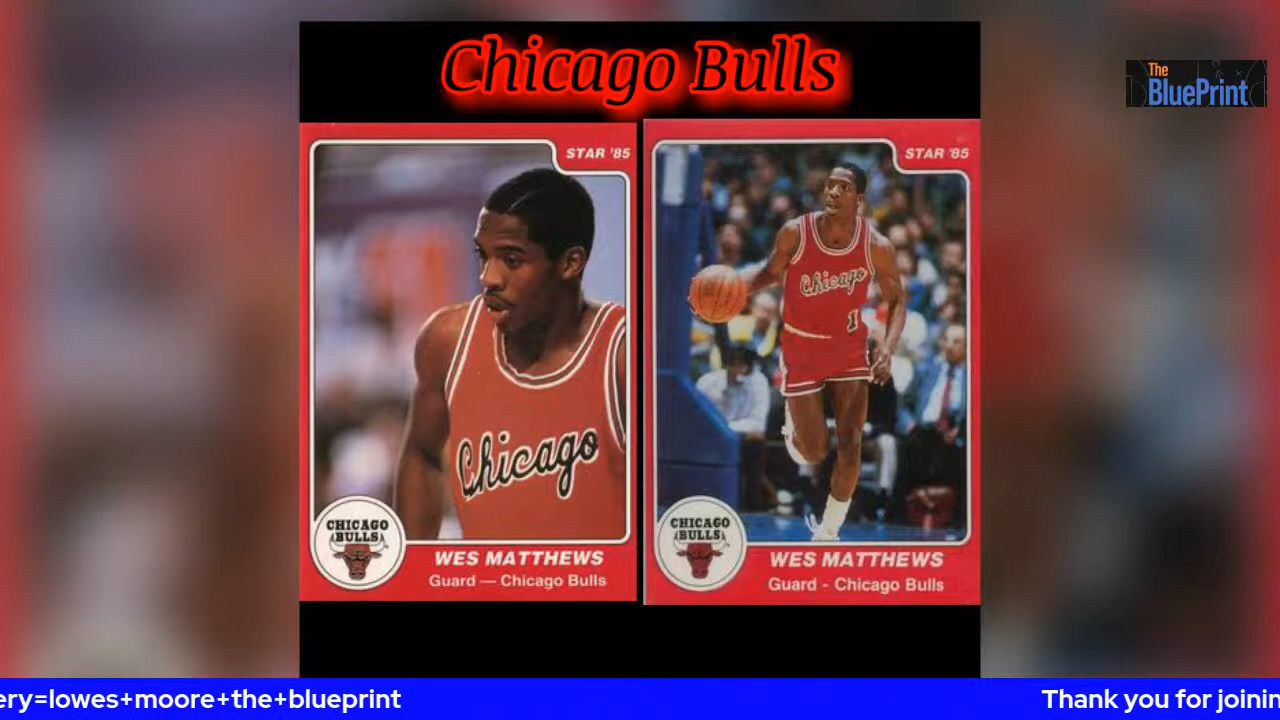 Chicago Bulls
The
BluePrint
STAR '85
Chicago
CHICAGO
BULLS
WES MATTHEWS
Guard — Chicago Bulls
STAR '85
Chicago
1
CHICAGO
BULLS
WES MATTHEWS
Guard - Chicago Bulls
ery=lowes+moore+the+blueprint
Thank you for joinin